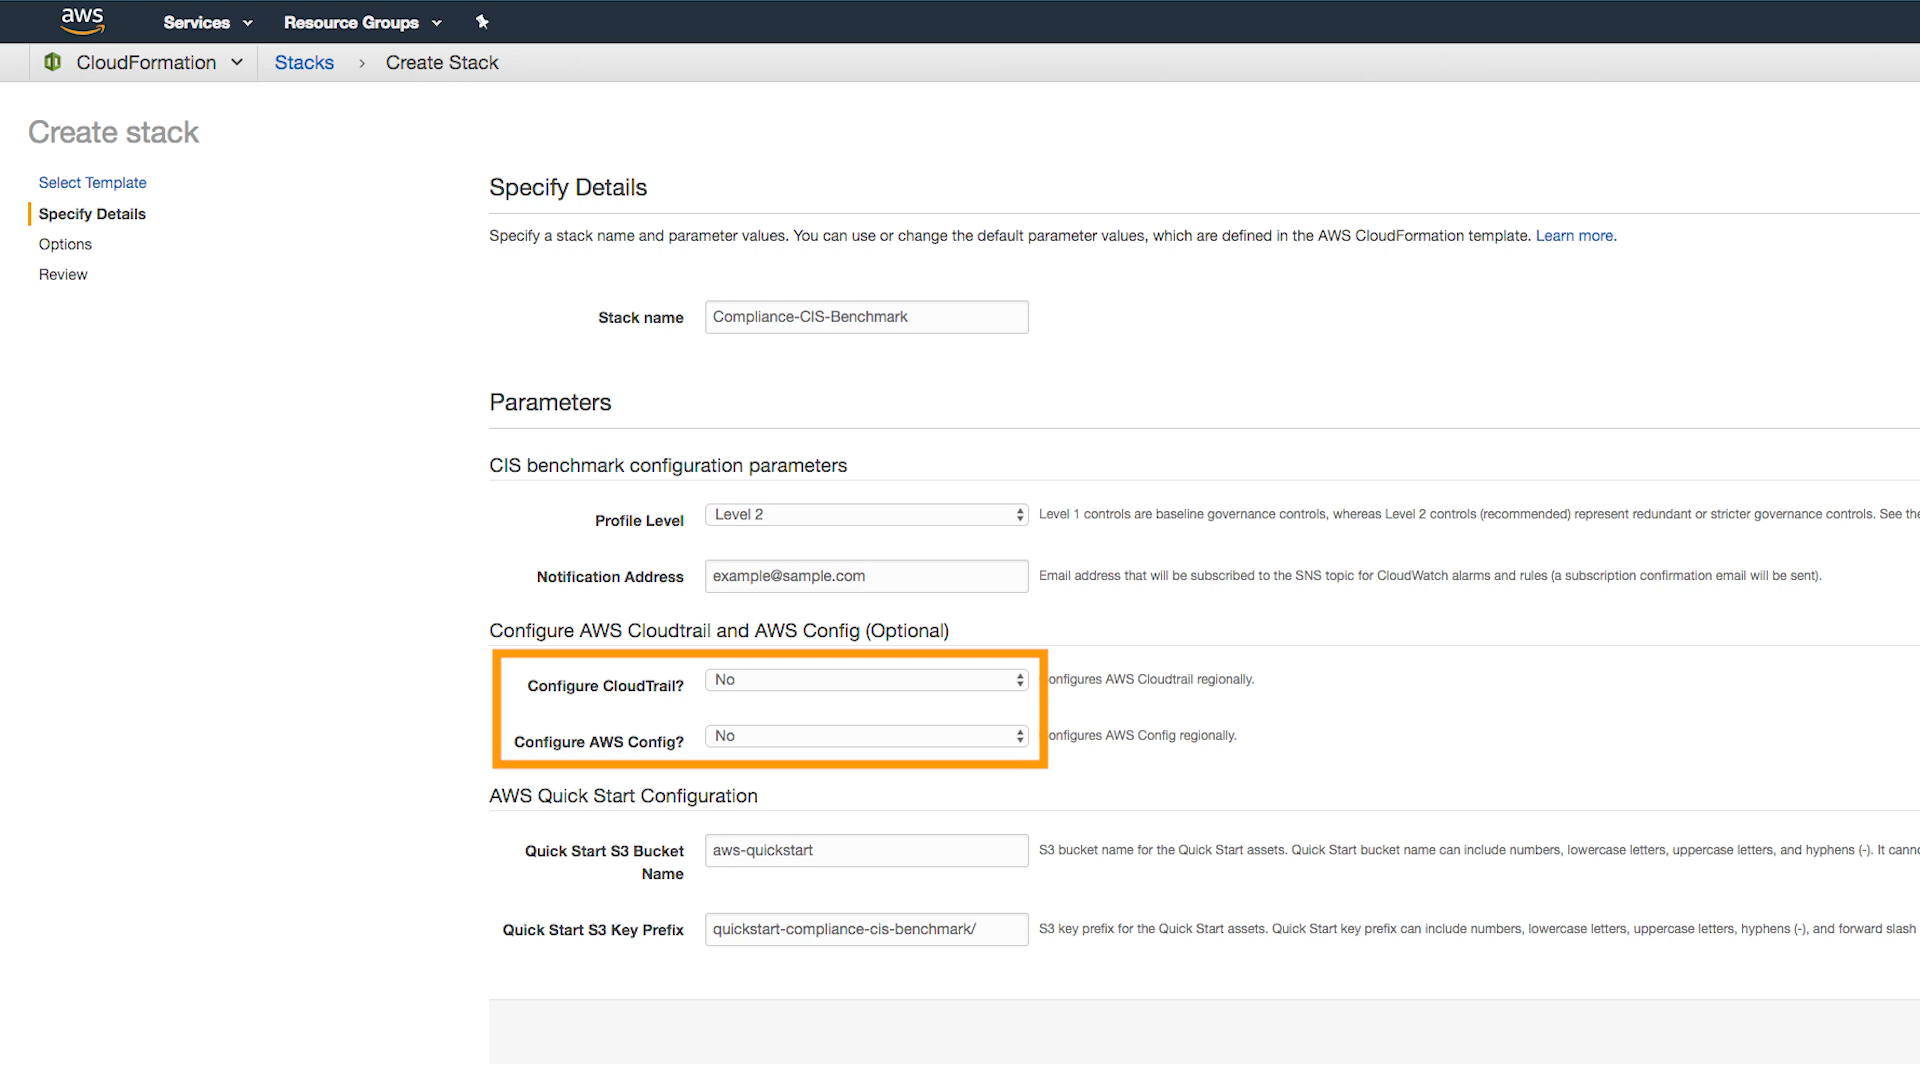 aws Services Resource Groups
CloudFormation Stacks › Create Stack
Create stack
Select Template
Specify Details
Options
Review
Specify Details
Specify a stack name and parameter values. You can use or change the default parameter values, which are defined in the AWS CloudFormation template. Learn more.
Stack name Compliance-CIS-Benchmark
Parameters
CIS benchmark configuration parameters
Profile Level Level 2 Level 1 controls are baseline governance controls, whereas Level 2 controls (recommended) represent redundant or stricter governance controls. See the
Notification Address example@sample.com Email address that will be subscribed to the SNS topic for CloudWatch alarms and rules (a subscription confirmation email will be sent).
Configure AWS Cloudtrail and AWS Config (Optional)
Configure CloudTrail? No onfigures AWS Cloudtrail regionally.
Configure AWS Config? No onfigures AWS Config regionally.
AWS Quick Start Configuration
Quick Start S3 Bucket aws-quickstart S3 bucket name for the Quick Start assets. Quick Start bucket name can include numbers, lowercase letters, uppercase letters, and hyphens (-). It canno
Name
Quick Start S3 Key Prefix quickstart-compliance-cis-benchmark/ S3 key prefix for the Quick Start assets. Quick Start key prefix can include numbers, lowercase letters, uppercase letters, hyphens (-), and forward slash